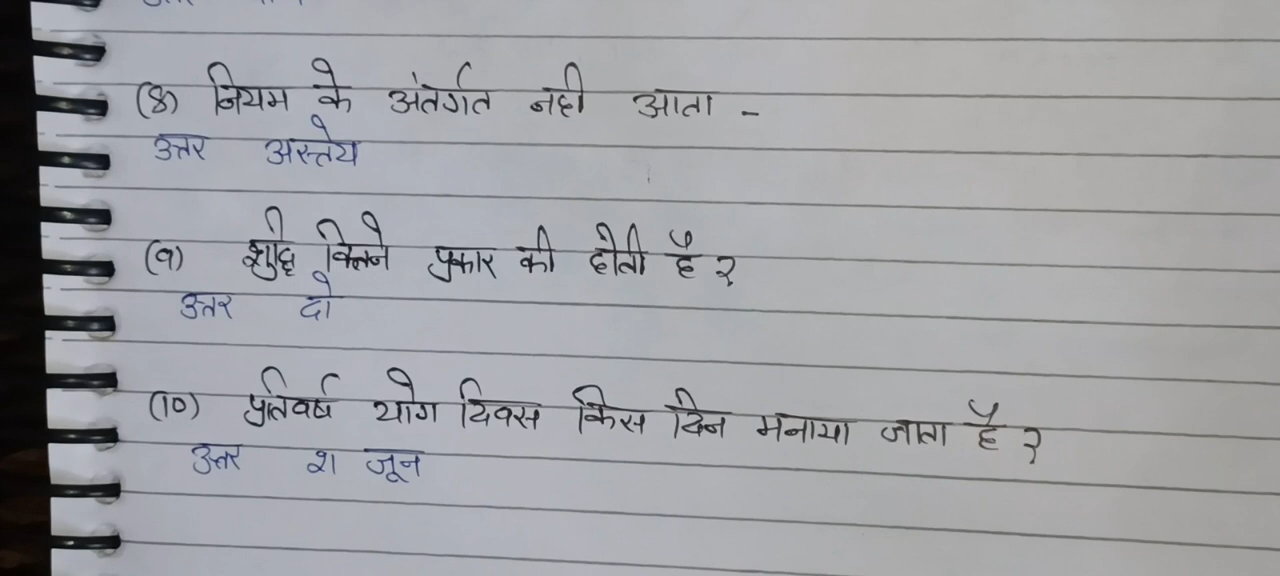 (8) नियम के अंतर्गत नही आता -
उत्तर अस्तेय
(9) शुद्धि कितने प्रकार की होती है ?
उत्तर दो
(10) प्रतिवर्ष योग दिवस किस दिन मनाया जाता है ?
उत्तर 21 जून